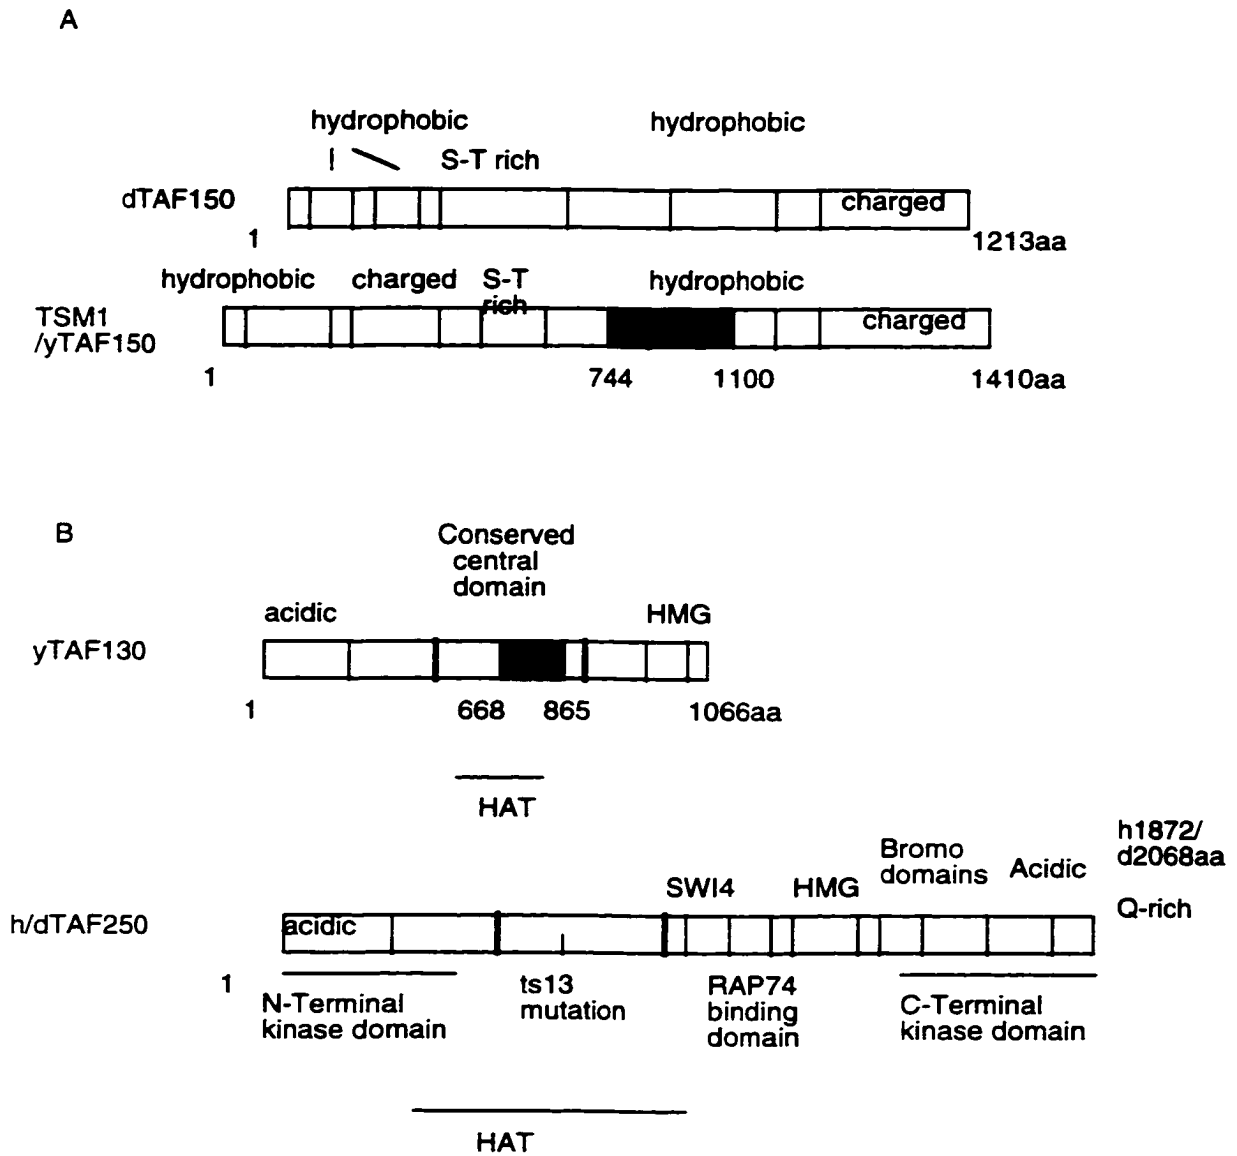 A
hydrophobic hydrophobic
S-T rich
dTAF150 charged
1 1213aa
hydrophobic charged S-T hydrophobic
rich
TSM1 charged
/yTAF150
1 744 1100 1410aa
B
Conserved
central
domain
acidic HMG
yTAF130
1 668 865 1066aa
HAT
h1872/
d2068aa
Bromo
domains Acidic
SWI4 HMG
Q-rich
h/dTAF250 acidic
1
N-Terminal
kinase domain
ts13
mutation
RAP74
binding
domain
C-Terminal
kinase domain
HAT